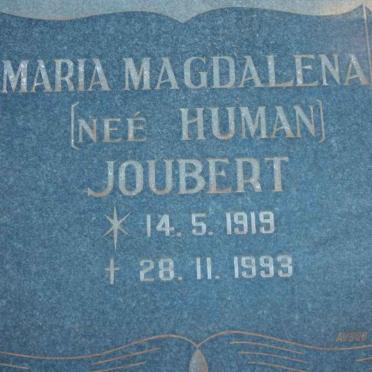 MARIA MAGDALENA
(NEÉ HUMAN)
JOUBERT
* 14. 5. 1919
† 28. 11. 1993